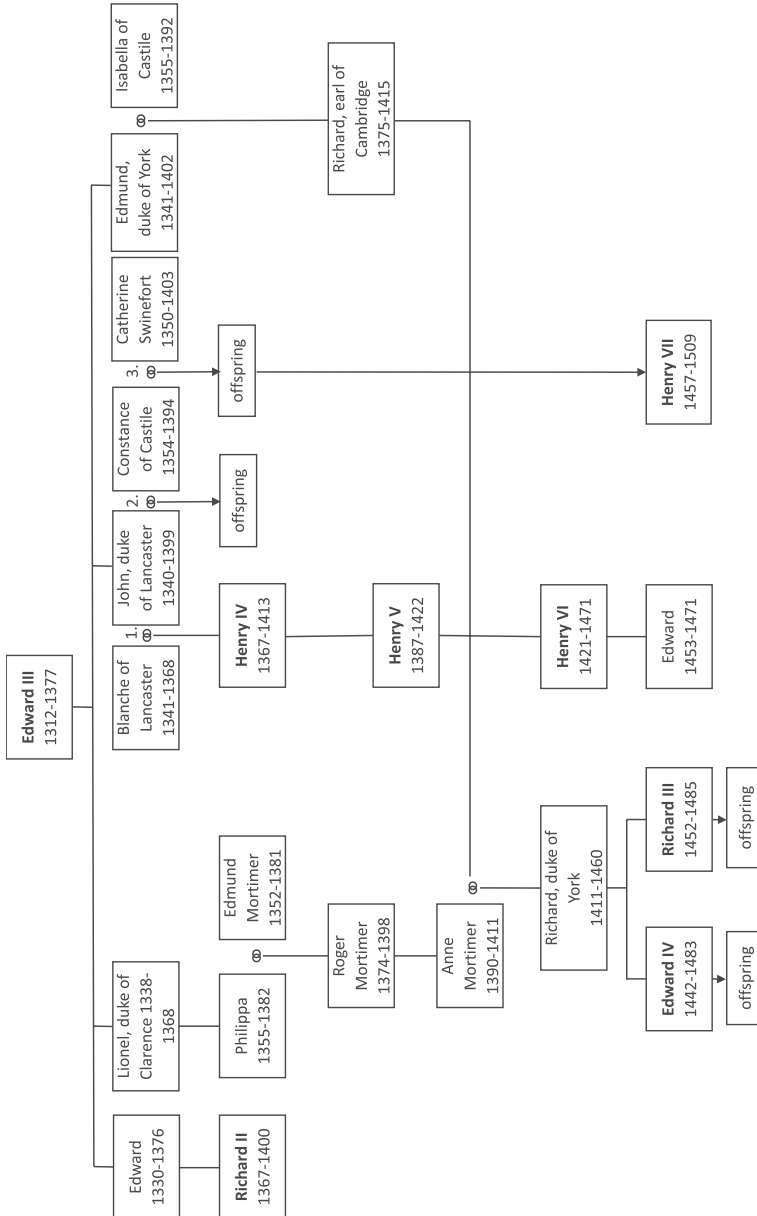 Edward III
1312-1377
Edward
1330-1376
Lionel, duke of
Clarence 1338-
1368
Blanche of
Lancaster
1341-1368
1.
John, duke
of Lancaster
1340-1399
2.
Constance
of Castile
1354-1394
3.
Catherine
Swinefort
1350-1403
Edmund,
duke of York
1341-1402
Isabella of
Castile
1355-1392
Richard II
1367-1400
Philippa
1355-1382
Edmund
Mortimer
1352-1381
Henry IV
1367-1413
offspring
offspring
Roger
Mortimer
1374-1398
Richard, earl of
Cambridge
1375-1415
Henry V
1387-1422
Anne
Mortimer
1390-1411
Richard, duke of
York
1411-1460
Henry VI
1421-1471
Edward IV
1442-1483
Richard III
1452-1485
Edward
1453-1471
Henry VII
1457-1509
offspring
offspring